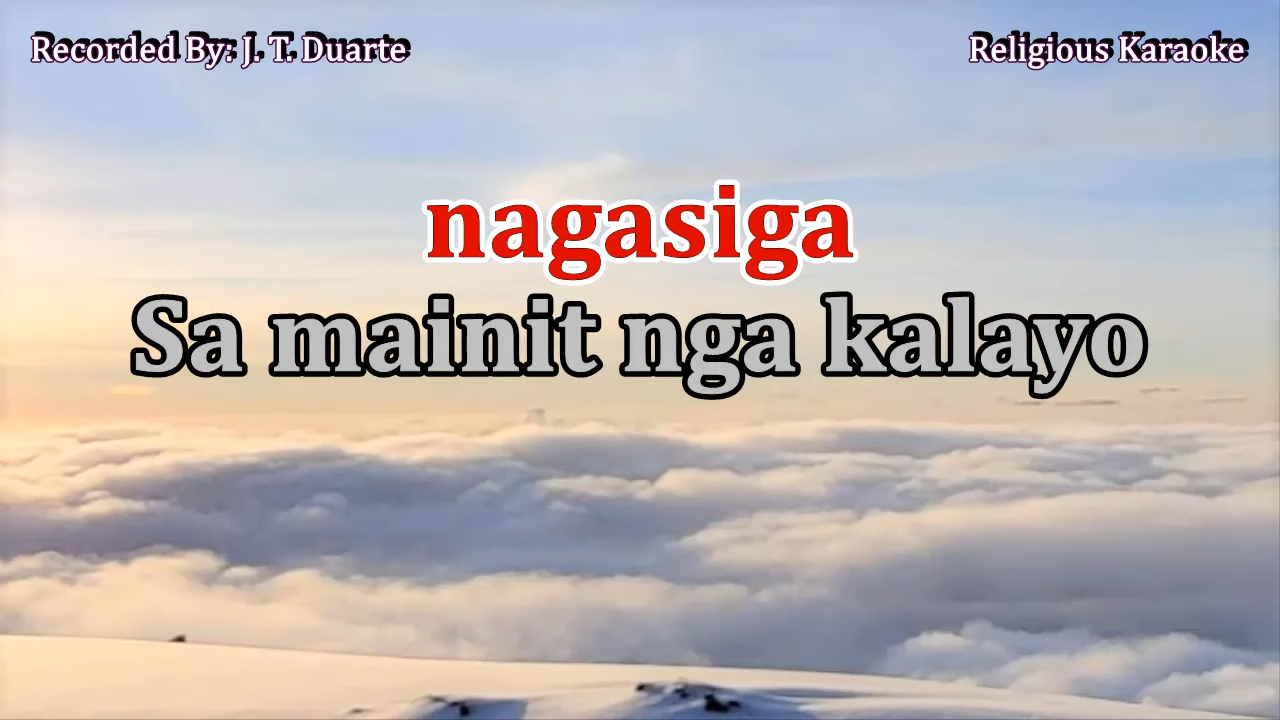 Recorded By: J. T. Duarte
Religious Karaoke
nagasiga
Sa mainit nga kalayo